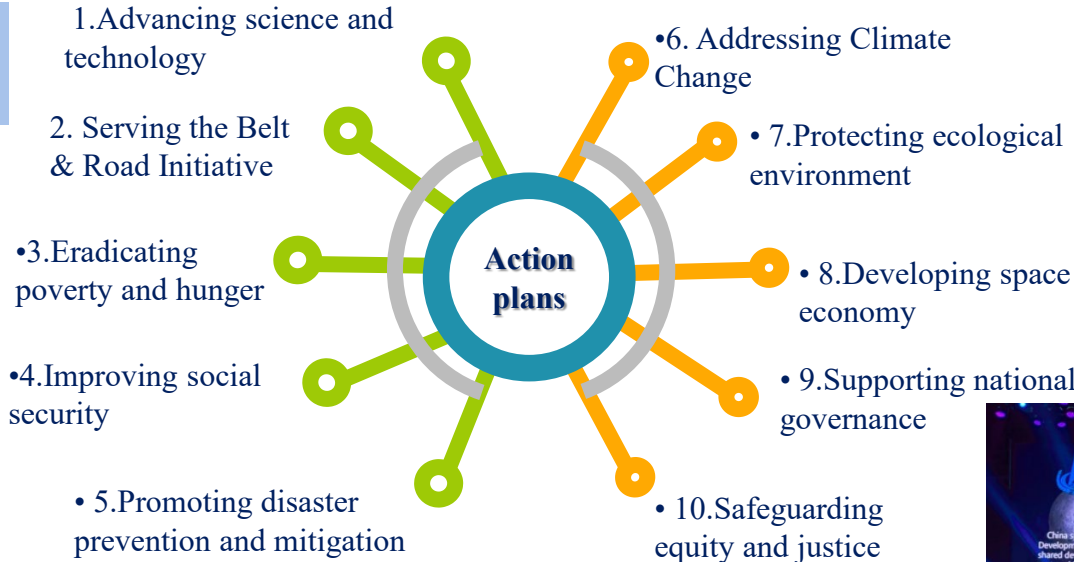 1.Advancing science and
technology
2. Serving the Belt
& Road Initiative
•3.Eradicating
poverty and hunger
•4.Improving social
security
• 5.Promoting disaster
prevention and mitigation
Action
plans
•6. Addressing Climate
Change
• 7.Protecting ecological
environment
• 8.Developing space
economy
• 9.Supporting national
governance
• 10.Safeguarding
equity and justice
China
shared